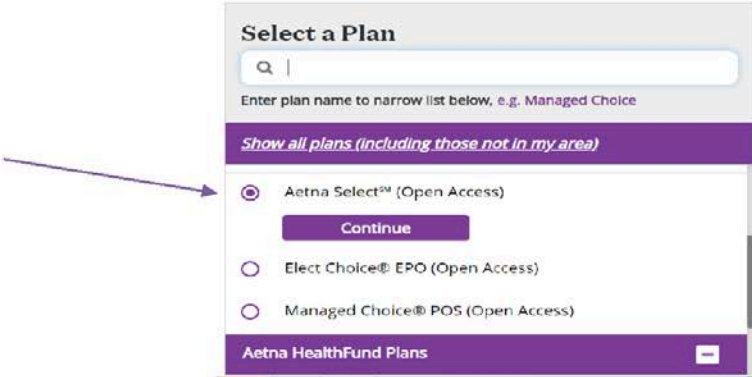 Select a Plan
Enter plan name to narrow list below, e.g. Managed Choice
Show all plans (including those not in my area)
Aetna Select℠ (Open Access)
Continue
Elect Choice® EPO (Open Access)
Managed Choice® POS (Open Access)
Aetna HealthFund Plans